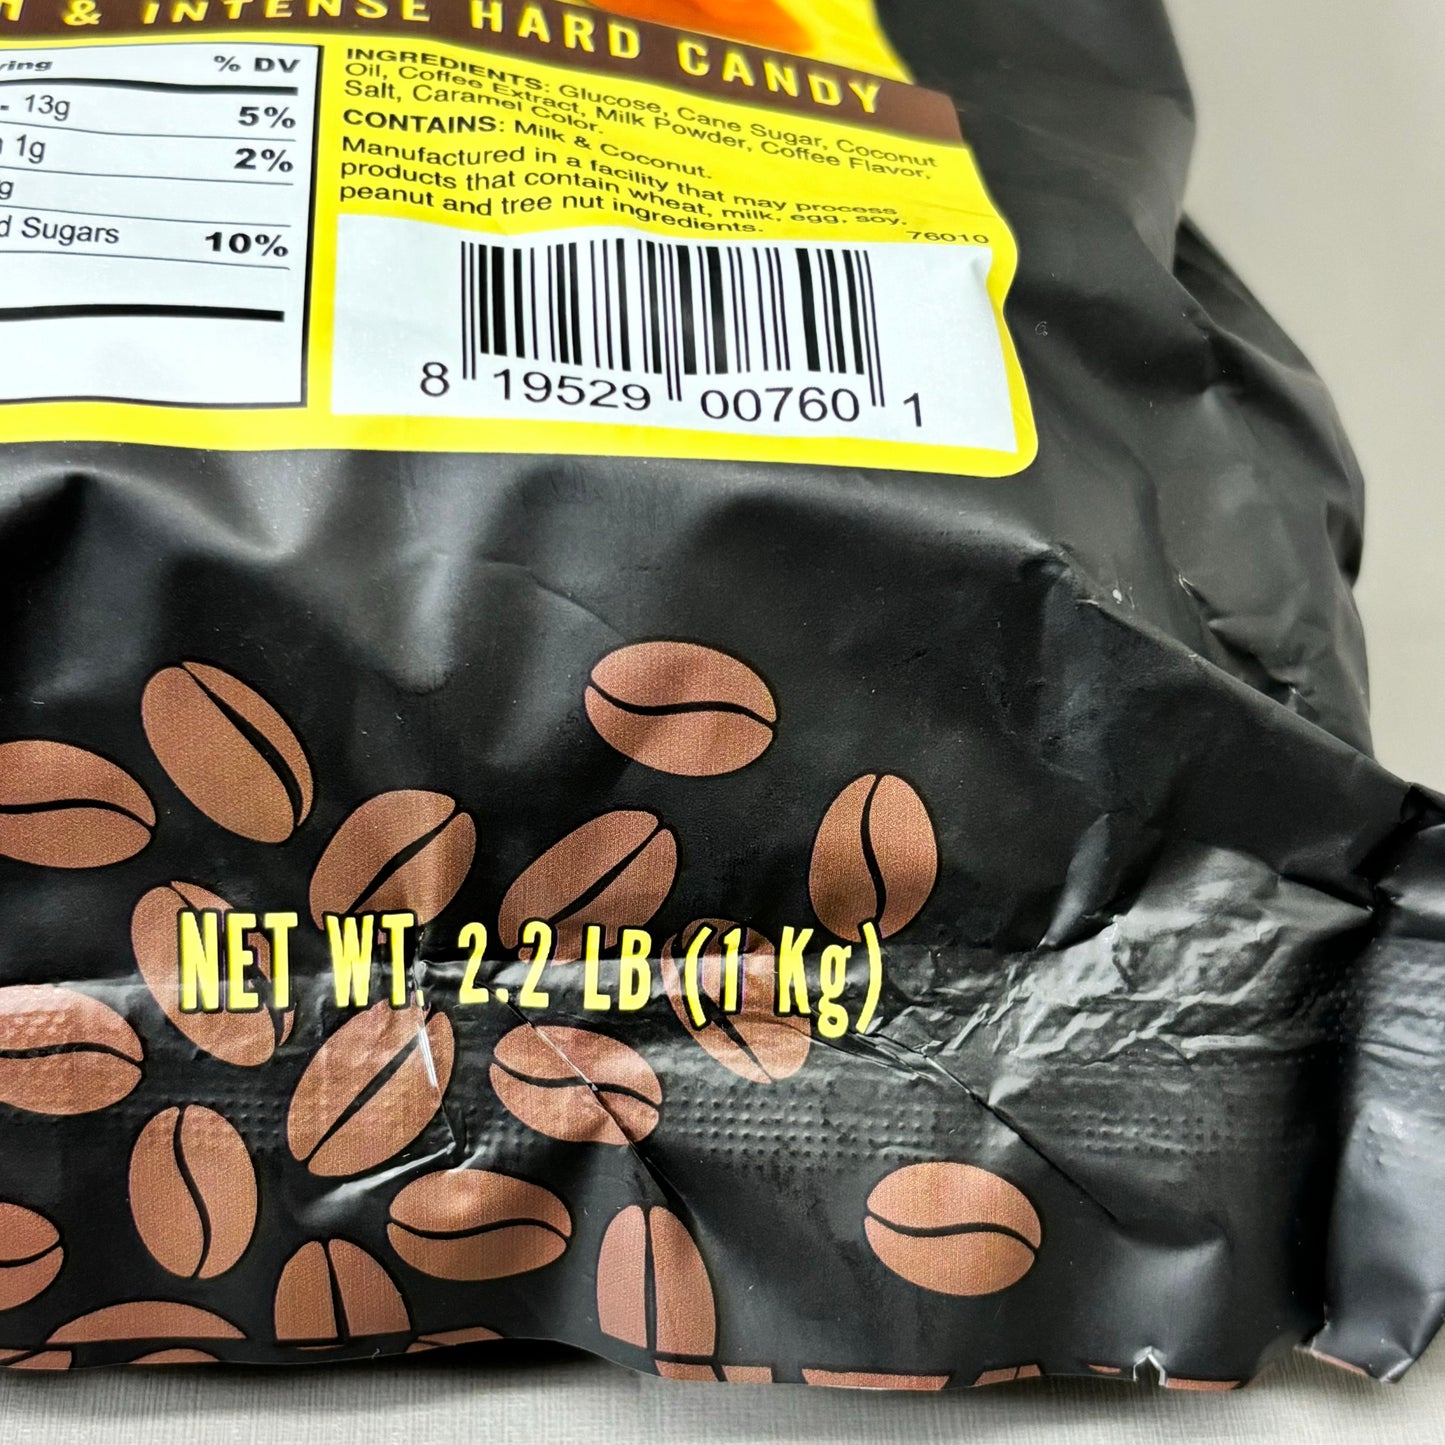 & INTENSE HARD CANDY
% DV
13g 5%
1g 2%
Sugars 10%
INGREDIENTS: Glucose, Cane Sugar, Coconut
Oil, Coffee Extract, Milk Powder, Coffee Flavor,
Salt, Caramel Color.
CONTAINS: Milk & Coconut.
Manufactured in a facility that may process
products that contain wheat, milk, egg, soy,
peanut and tree nut ingredients.
76010
8 19529 00760 1
NET WT. 2.2 LB (1 Kg)